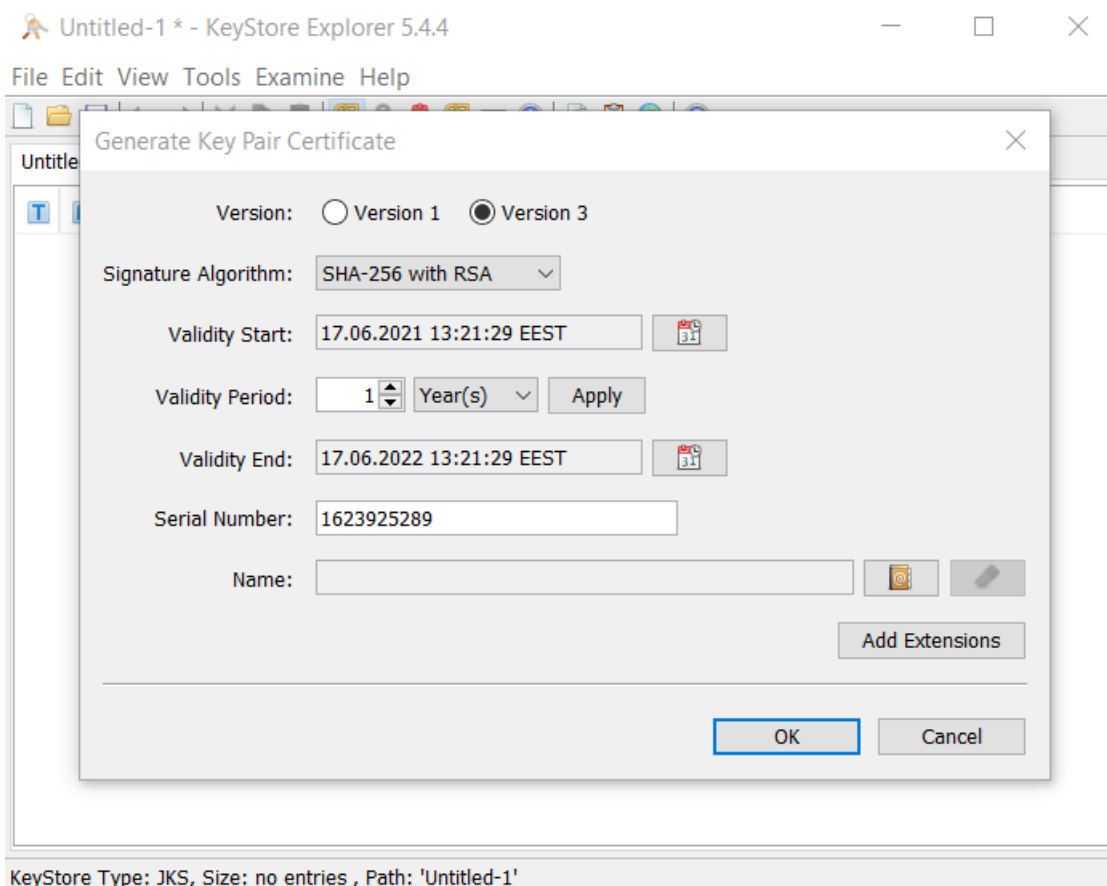 Untitled-1 * - KeyStore Explorer 5.4.4
File Edit View Tools Examine Help
Generate Key Pair Certificate
Untitle
T
Version: Version 1 Version 3
Signature Algorithm: SHA-256 with RSA
Validity Start: 17.06.2021 13:21:29 EEST
31
Validity Period: 1 Year(s) Apply
Validity End: 17.06.2022 13:21:29 EEST
31
Serial Number: 1623925289
Name:
@
Add Extensions
OK Cancel
KeyStore Type: JKS, Size: no entries , Path: 'Untitled-1'